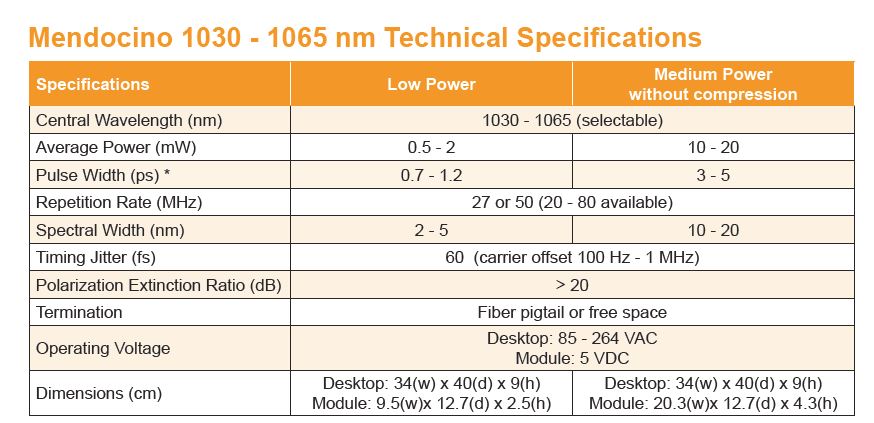 Mendocino 1030 - 1065 nm Technical Specifications
Specifications Low Power Medium Power without compression
Central Wavelength (nm) 1030 - 1065 (selectable)
Average Power (mW) 0.5 - 2 10 - 20
Pulse Width (ps) * 0.7 - 1.2 3 - 5
Repetition Rate (MHz) 27 or 50 (20 - 80 available)
Spectral Width (nm) 2 - 5 10 - 20
Timing Jitter (fs) 60 (carrier offset 100 Hz - 1 MHz)
Polarization Extinction Ratio (dB) > 20
Termination Fiber pigtail or free space
Operating Voltage Desktop: 85 - 264 VAC
Module: 5 VDC
Dimensions (cm) Desktop: 34(w) x 40(d) x 9(h) Desktop: 34(w) x 40(d) x 9(h)
Module: 9.5(w)x 12.7(d) x 2.5(h) Module: 20.3(w)x 12.7(d) x 4.3(h)